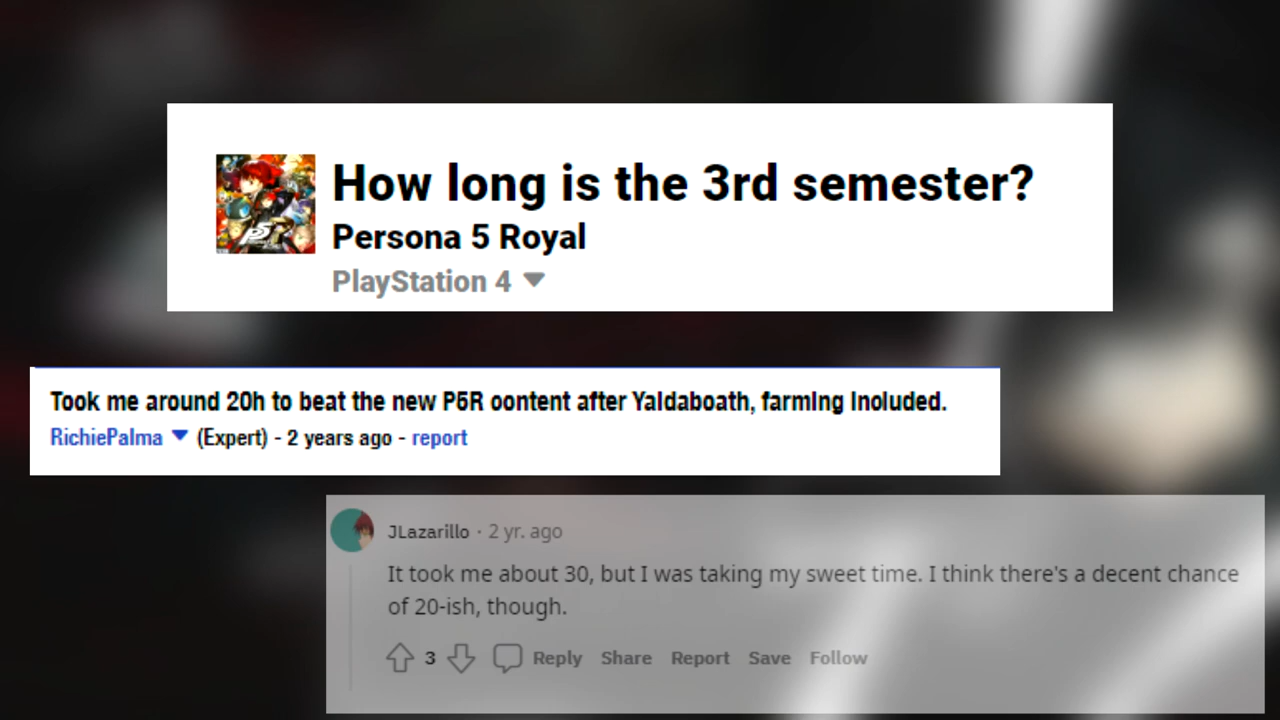 How long is the 3rd semester?
Persona 5 Royal
PlayStation 4
Took me around 20h to beat the new P5R oontent after Yaldaboath, farming Inoluded.
RichiePalma (Expert) - 2 years ago - report
JLazarillo · 2 yr. ago
It took me about 30, but I was taking my sweet time. I think there's a decent chance
of 20-ish, though.
3 Reply Share Report Save Follow